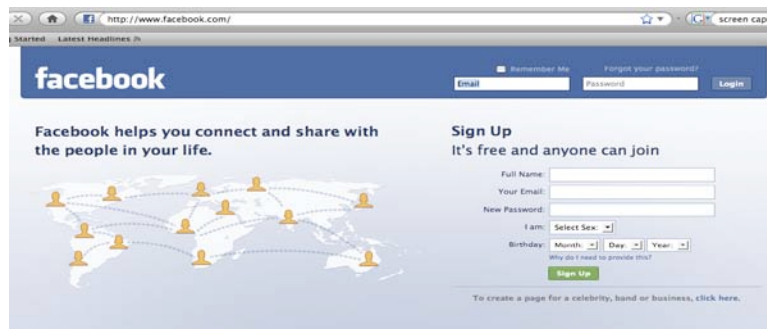 http://www.facebook.com/
screen cap
Started Latest Headlines
facebook
Remember Me Forgot your password?
Email Password Login
Facebook helps you connect and share with
the people in your life.
Sign Up
It's free and anyone can join
Full Name:
Your Email:
New Password:
I am: Select Sex:
Birthday: Month: Day: Year:
Why do I need to provide this?
Sign Up
To create a page for a celebrity, band or business, click here.